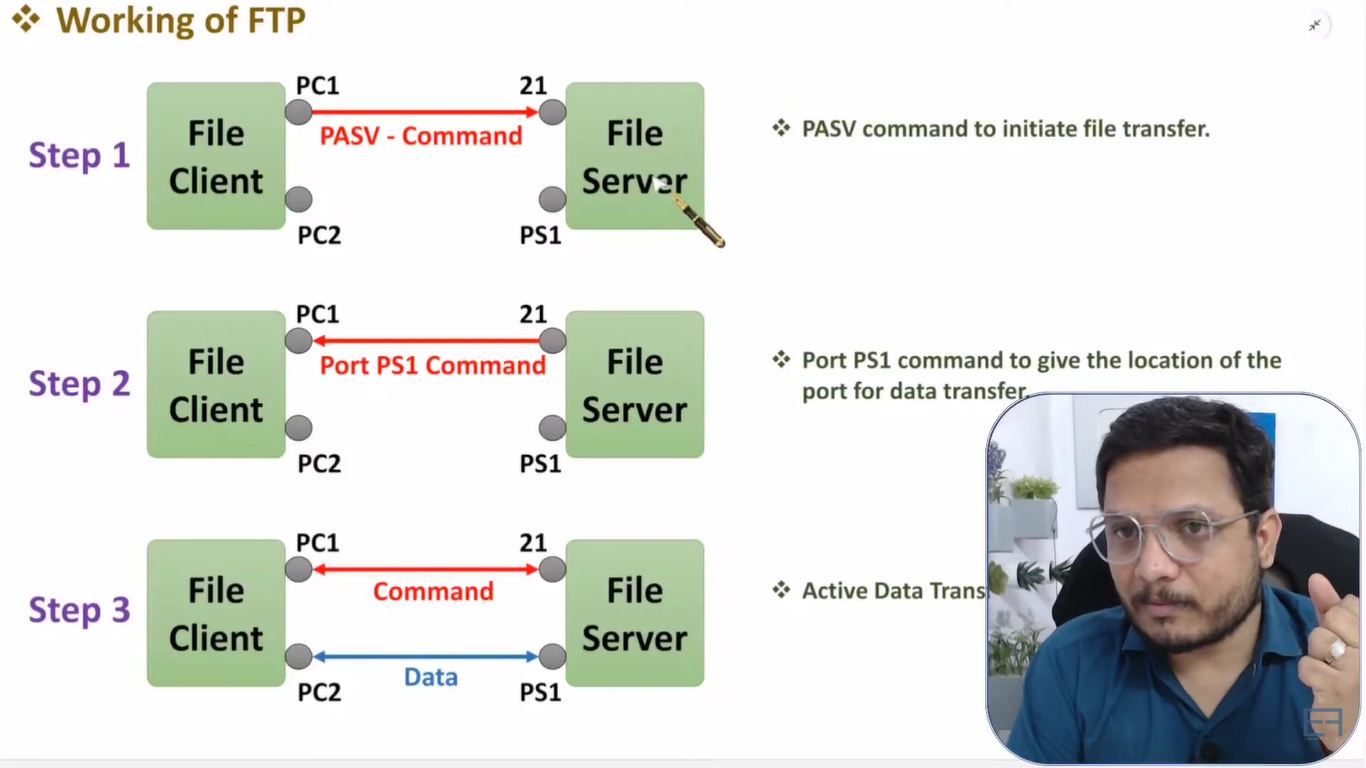 ❖ Working of FTP
PC1
21
File
Client
PASV - Command
File
Server
Step 1
PC2
PS1
❖ PASV command to initiate file transfer.
PC1
21
File
Client
Port PS1 Command
File
Server
Step 2
PC2
PS1
❖ Port PS1 command to give the location of the
port for data transfer.
PC1
21
File
Client
Command
File
Server
Step 3
Data
PC2
PS1
❖ Active Data Trans